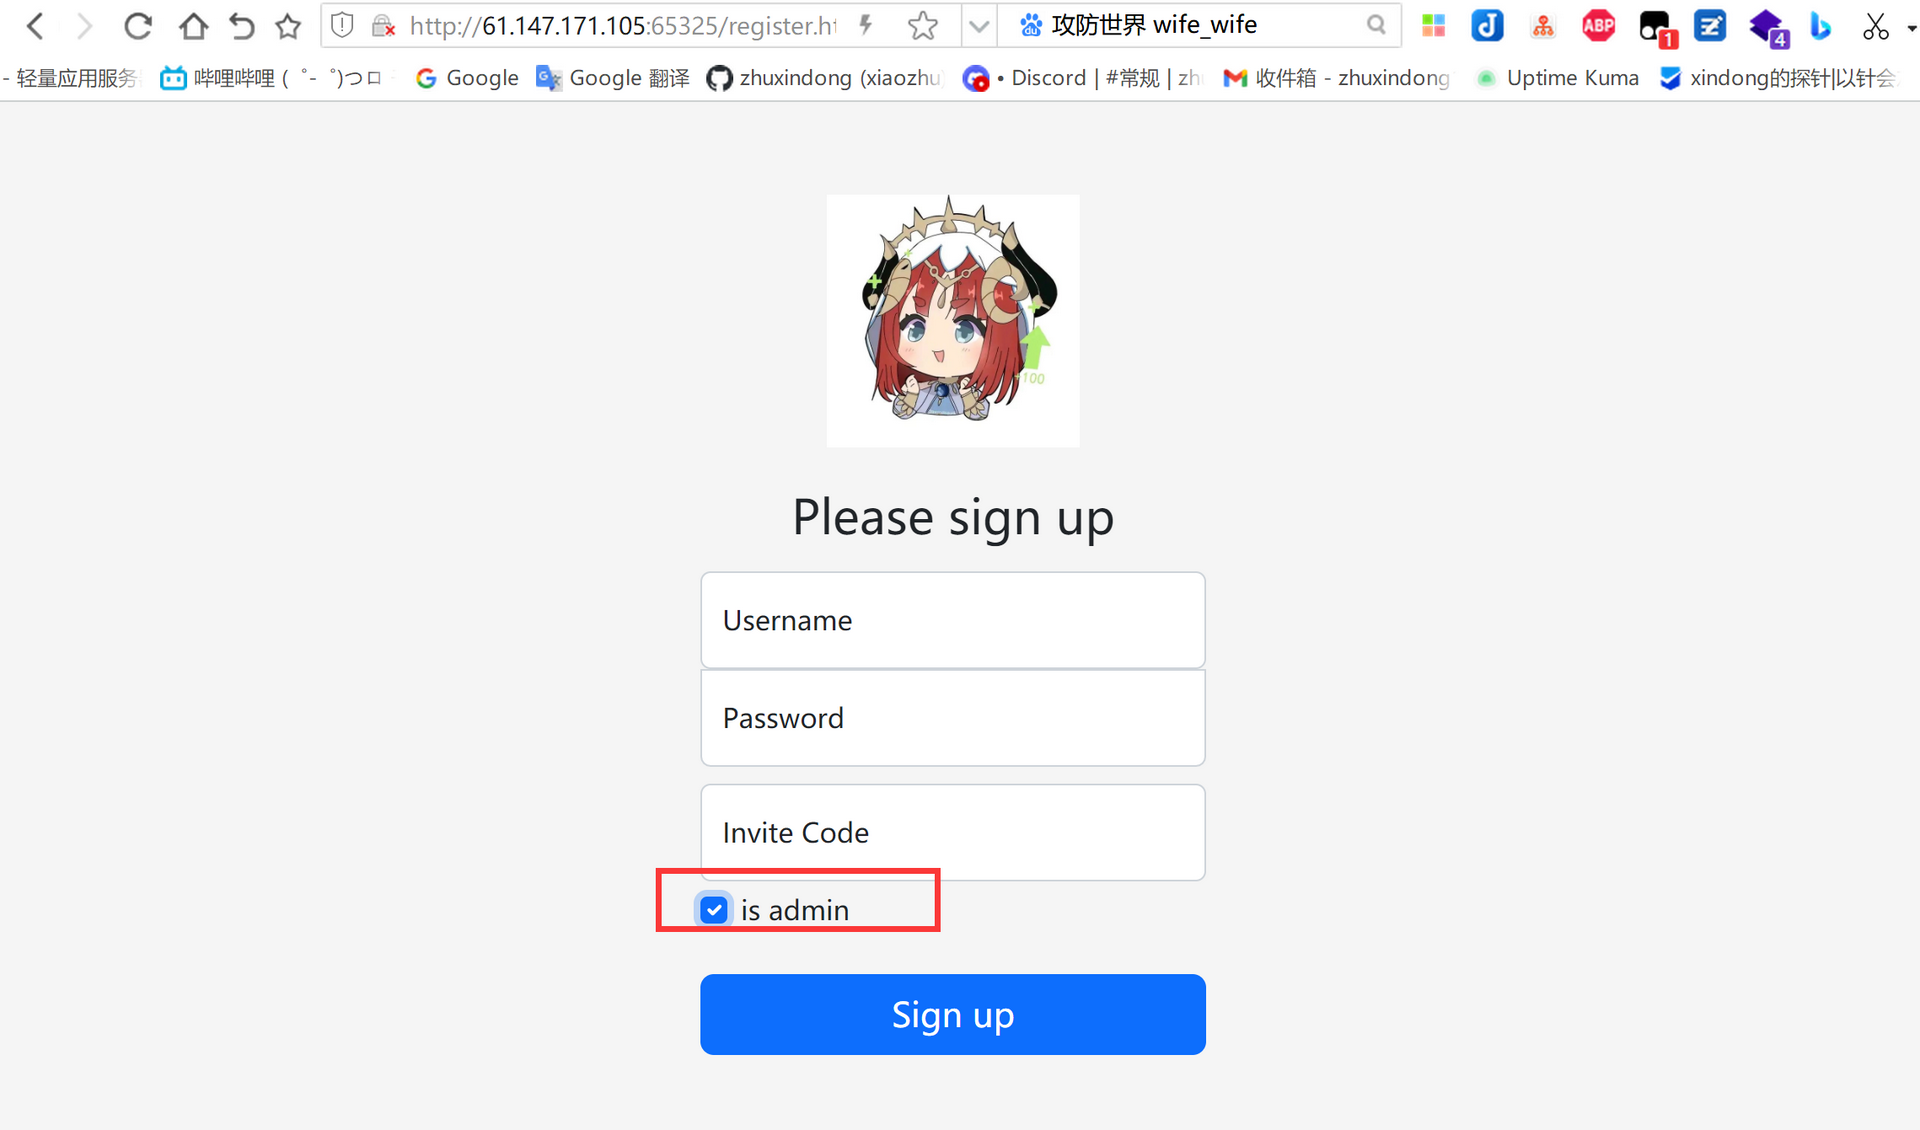 http://61.147.171.105:65325/register.ht
攻防世界 wife_wife
ABP
1
4
- 轻量应用服务
哔哩哔哩 ( ゜- ゜)つロ
Google
Google 翻译
zhuxindong (xiaozhu
• Discord | #常规 | zh
收件箱 - zhuxindong
Uptime Kuma
xindong的探针|以针会
+100
Please sign up
Username
Password
Invite Code
is admin
Sign up